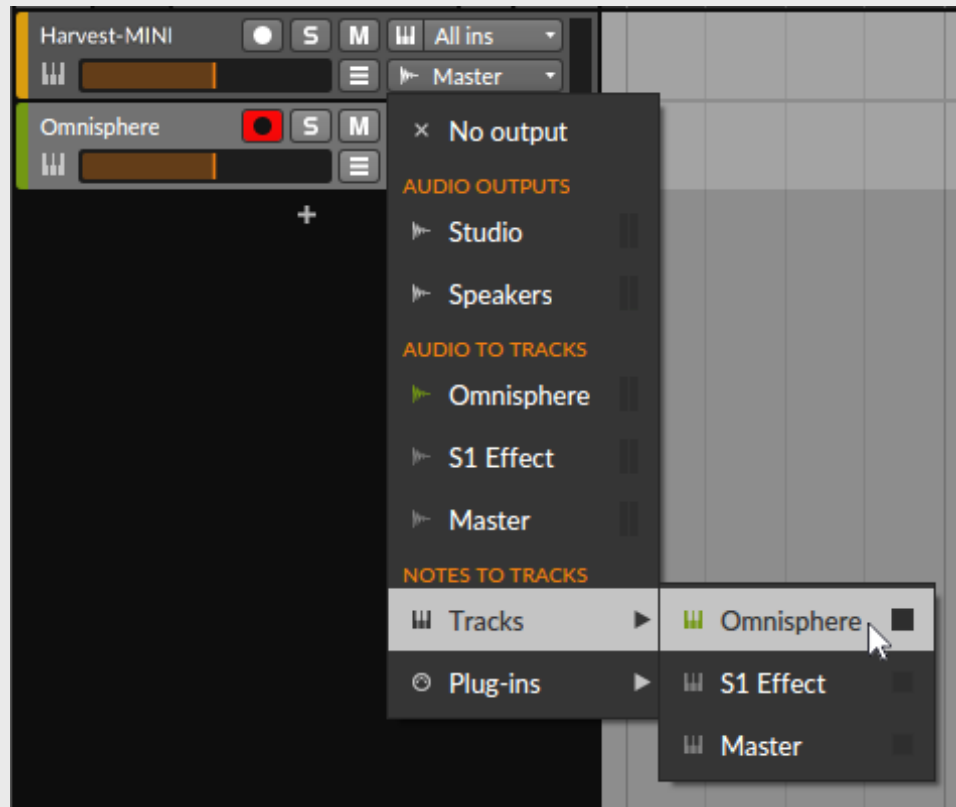 Harvest-MINI S M All ins
Master
Omnisphere S M
No output
AUDIO OUTPUTS
Studio
Speakers
AUDIO TO TRACKS
Omnisphere
S1 Effect
Master
NOTES TO TRACKS
Tracks
Plug-ins
Omnisphere
S1 Effect
Master